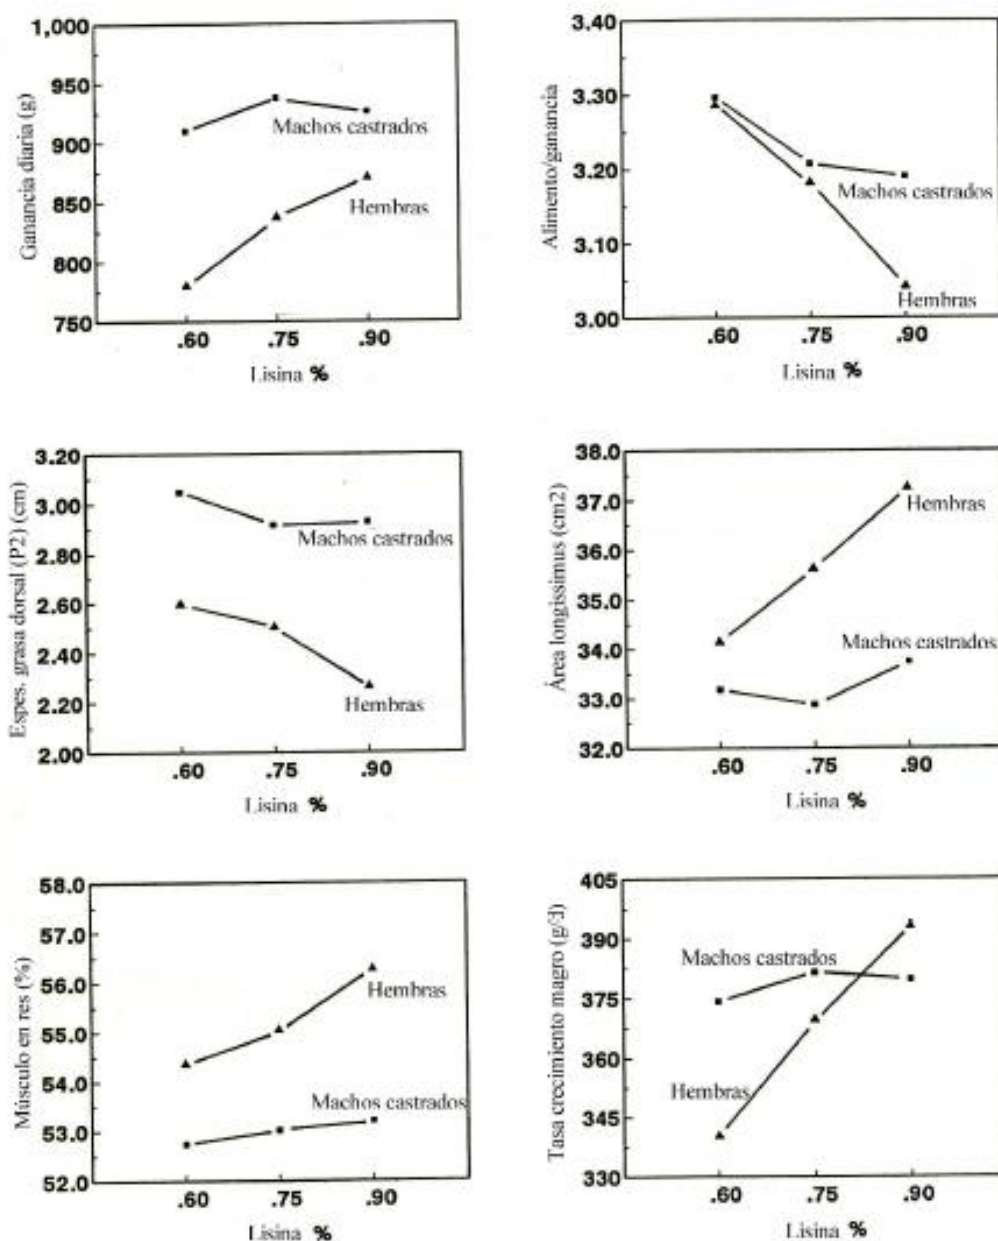 1,000
950
900
850
800
750
Ganancia diaria (g)
Machos castrados
Hembras
.60 .75 .90
Lisina %
3.40
3.30
3.20
3.10
3.00
Alimento/ganancia
Machos castrados
Hembras
.60 .75 .90
Lisina %
3.20
3.00
2.80
2.60
2.40
2.20
2.00
Espes. grasa dorsal (P2) (cm)
Machos castrados
Hembras
.60 .75 .90
Lisina %
38.0
37.0
36.0
35.0
34.0
33.0
32.0
Área longissimus (cm2)
Hembras
Machos castrados
.60 .75 .90
Lisina %
58.0
57.0
56.0
55.0
54.0
53.0
52.0
Músculo en res (%)
Hembras
Machos castrados
.60 .75 .90
Lisina %
405
390
375
360
345
330
Tasa crecimiento magro (g/d)
Machos castrados
Hembras
.60 .75 .90
Lisina %